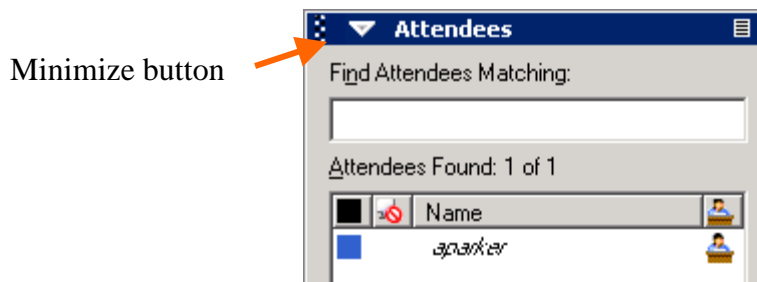 Attendees
Minimize button
Find Attendees Matching:
Attendees Found: 1 of 1
Name
aparker